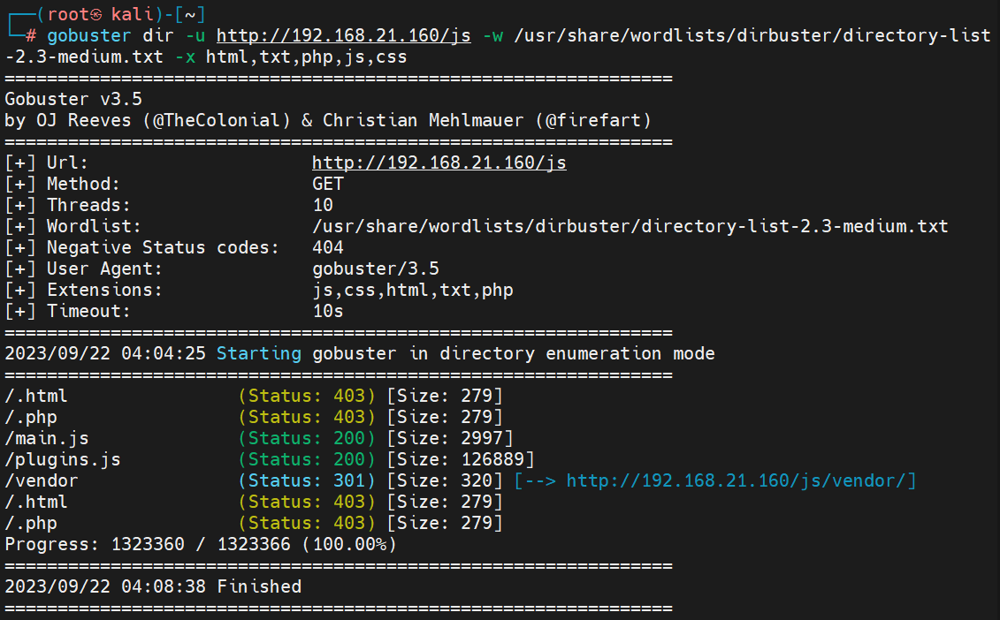 ┌──(root㉿ kali)-[~]
└─# gobuster dir -u http://192.168.21.160/js -w /usr/share/wordlists/dirbuster/directory-list
-2.3-medium.txt -x html,txt,php,js,css
===============================================================
Gobuster v3.5
by OJ Reeves (@TheColonial) & Christian Mehlmauer (@firefart)
===============================================================
[+] Url:                     http://192.168.21.160/js
[+] Method:                  GET
[+] Threads:                 10
[+] Wordlist:                /usr/share/wordlists/dirbuster/directory-list-2.3-medium.txt
[+] Negative Status codes:   404
[+] User Agent:              gobuster/3.5
[+] Extensions:              js,css,html,txt,php
[+] Timeout:                 10s
===============================================================
2023/09/22 04:04:25 Starting gobuster in directory enumeration mode
===============================================================
/.html                (Status: 403) [Size: 279]
/.php                 (Status: 403) [Size: 279]
/main.js              (Status: 200) [Size: 2997]
/plugins.js           (Status: 200) [Size: 126889]
/vendor               (Status: 301) [Size: 320] [--> http://192.168.21.160/js/vendor/]
/.html                (Status: 403) [Size: 279]
/.php                 (Status: 403) [Size: 279]
Progress: 1323360 / 1323366 (100.00%)
===============================================================
2023/09/22 04:08:38 Finished
===============================================================